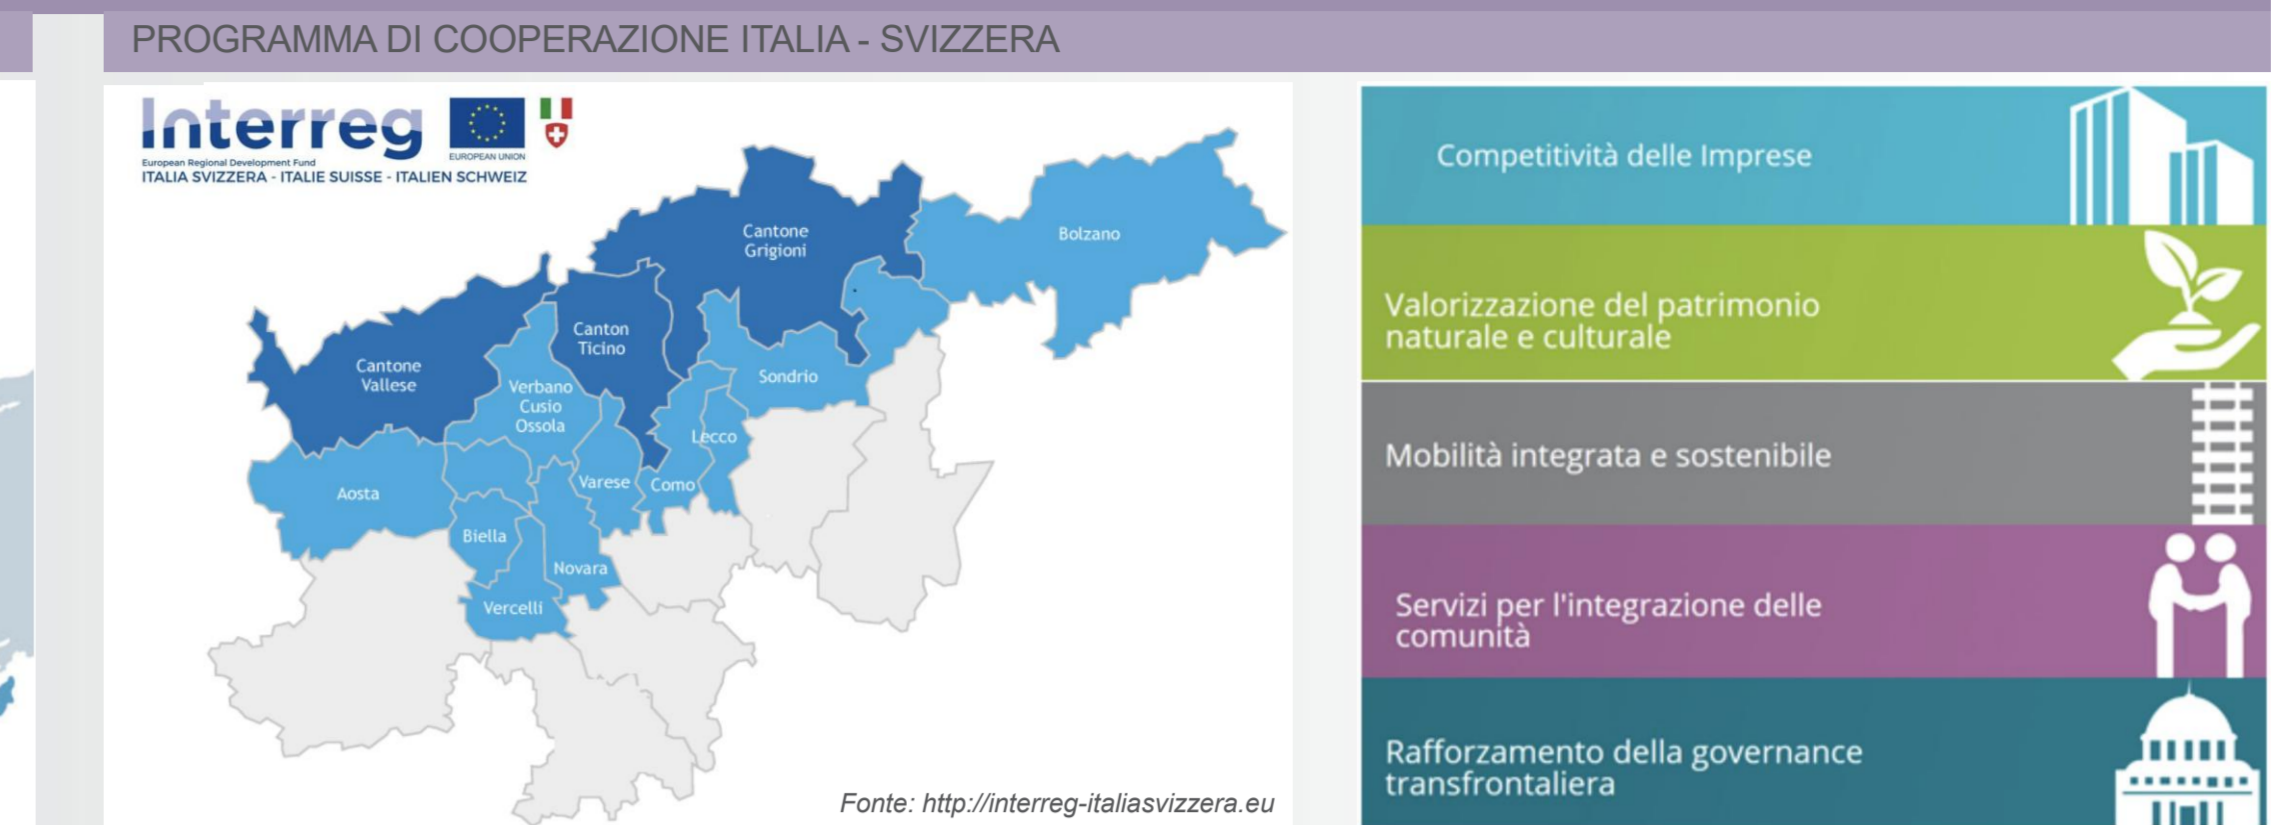 PROGRAMMA DI COOPERAZIONE ITALIA - SVIZZERA
Interreg
EUROPEAN UNION
European Regional Development Fund
ITALIA SVIZZERA - ITALIE SUISSE - ITALIEN SCHWEIZ
Cantone
Grigioni
Bolzano
Canton
Ticino
Cantone
Vallese
Verbano
Cusio
Ossola
Sondrio
Lecco
Aosta
Varese
Como
Biella
Novara
Vercelli
Fonte: http://interreg-italiasvizzera.eu
Competitività delle Imprese
Valorizzazione del patrimonio
naturale e culturale
Mobilità integrata e sostenibile
Servizi per l'integrazione delle
comunità
Rafforzamento della governance
transfrontaliera